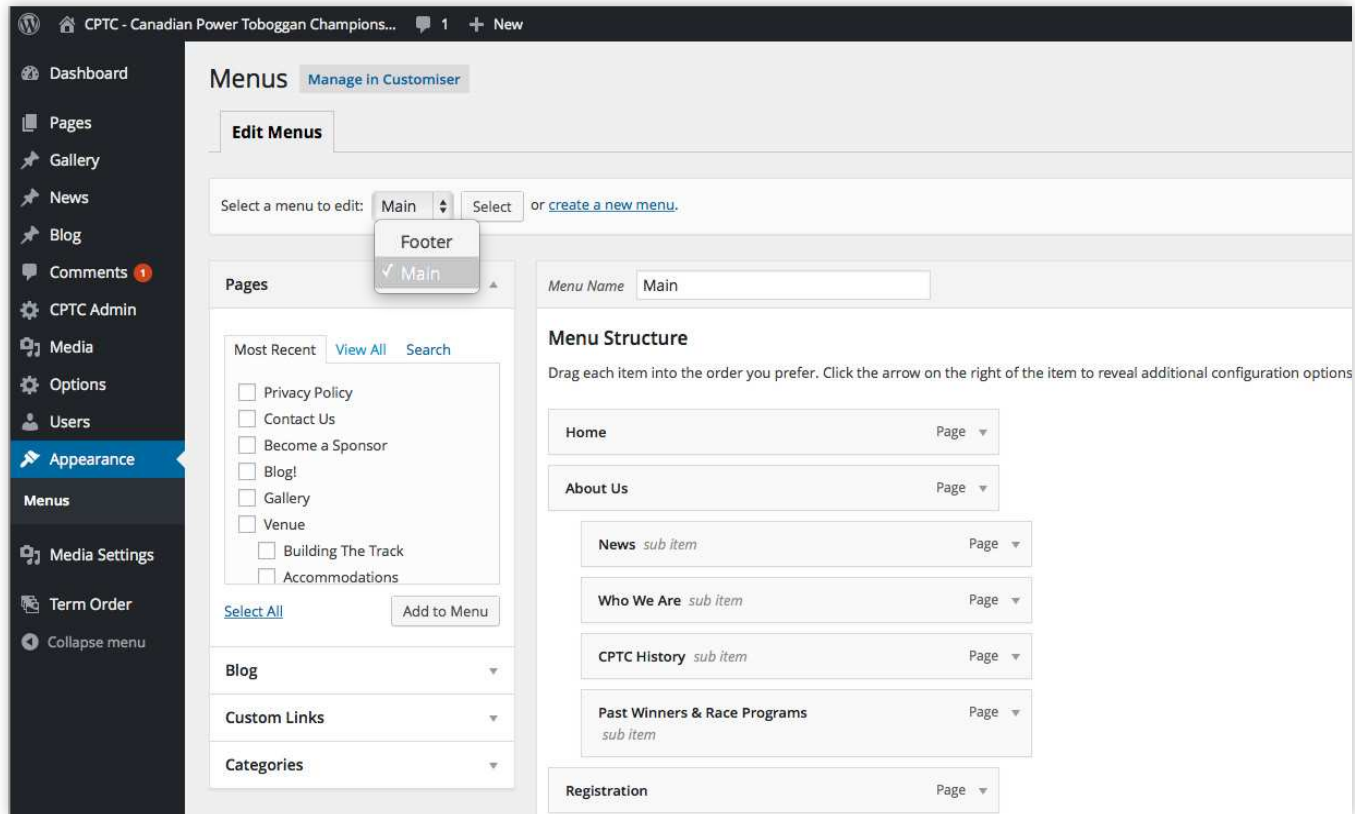 CPTC - Canadian Power Toboggan Champions... 1 + New
Dashboard
Pages
Gallery
News
Blog
Comments 1
CPTC Admin
Media
Options
Users
Appearance
Menus
Media Settings
Term Order
Collapse menu
Menus Manage in Customiser
Edit Menus
Select a menu to edit: Main Select or create a new menu.
Footer
✓ Main
Pages
Most Recent View All Search
Privacy Policy
Contact Us
Become a Sponsor
Blog!
Gallery
Venue
Building The Track
Accommodations
Select All Add to Menu
Blog
Custom Links
Categories
Menu Name Main
Menu Structure
Drag each item into the order you prefer. Click the arrow on the right of the item to reveal additional configuration options
Home Page
About Us Page
News sub item Page
Who We Are sub item Page
CPTC History sub item Page
Past Winners & Race Programs Page
sub item
Registration Page